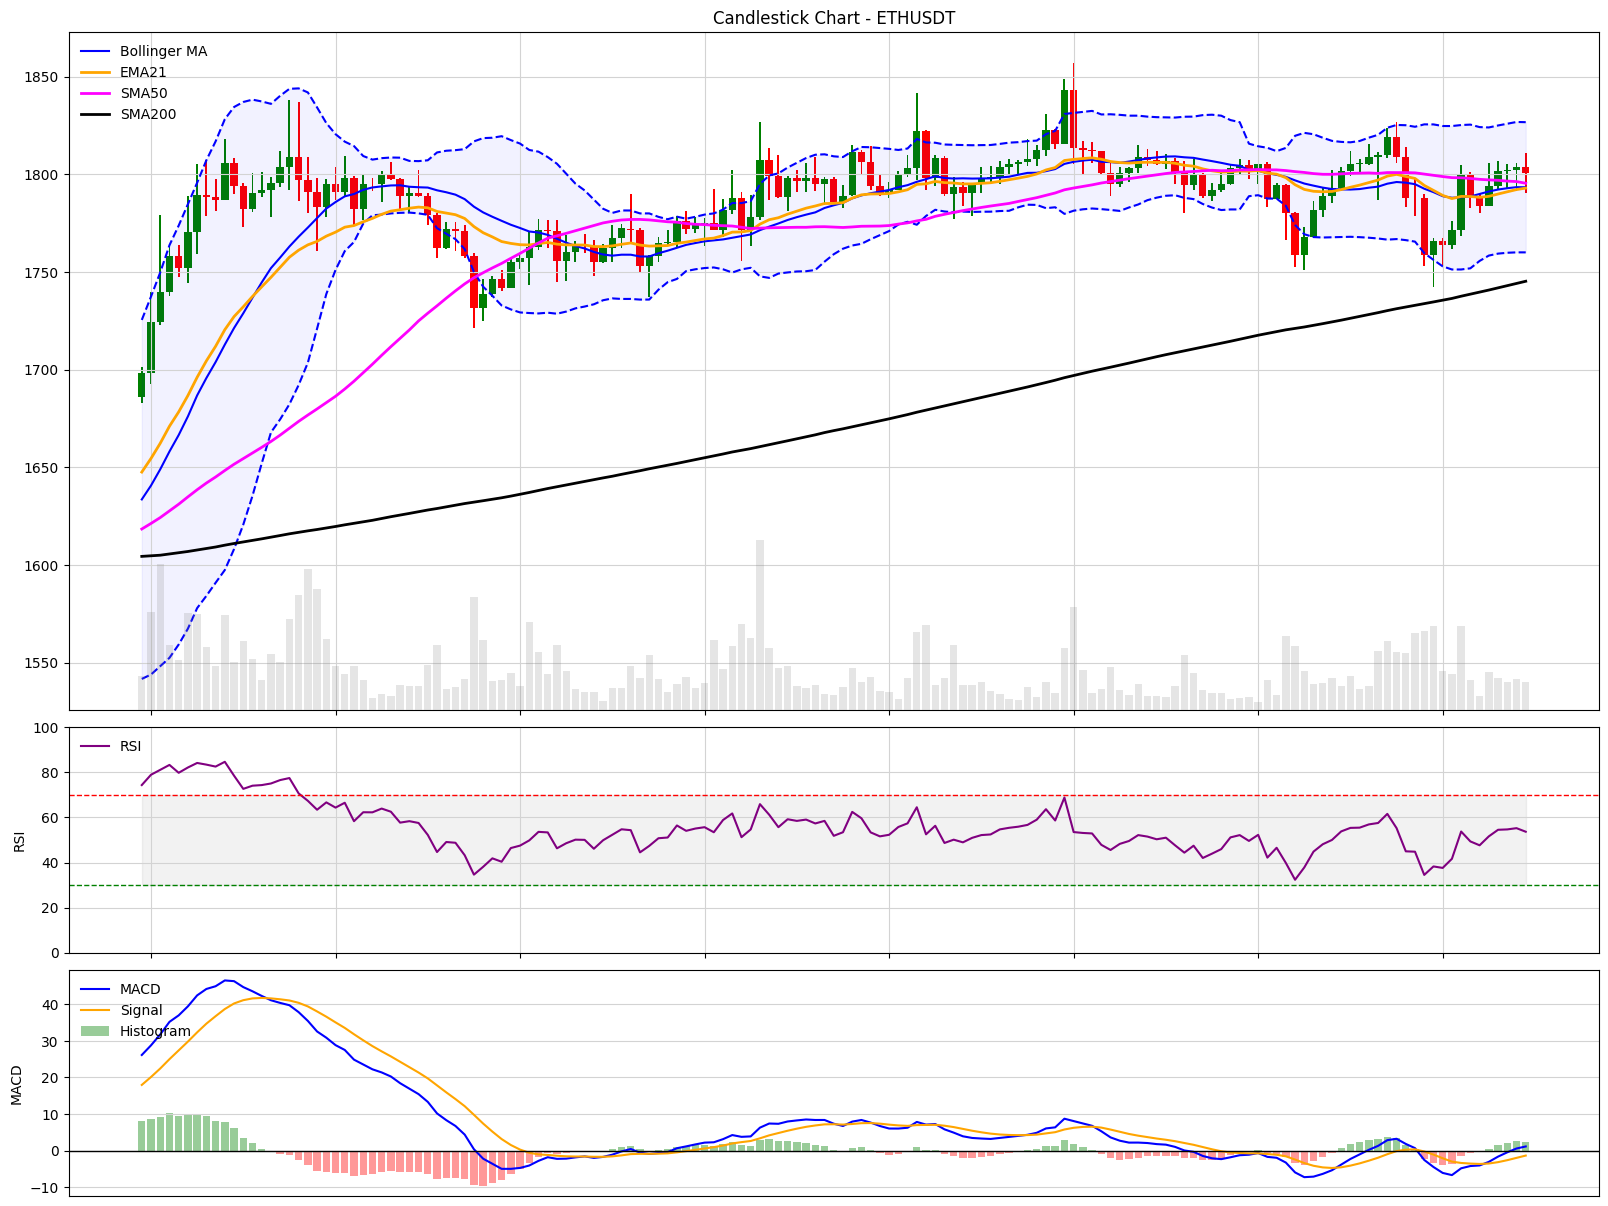 Candlestick Chart - ETHUSDT
Bollinger MA
EMA21
SMA50
SMA200
1850
1800
1750
1700
1650
1600
1550
RSI
RSI
100
80
60
40
20
0
MACD
MACD
Signal
Histogram
40
30
20
10
0
−10